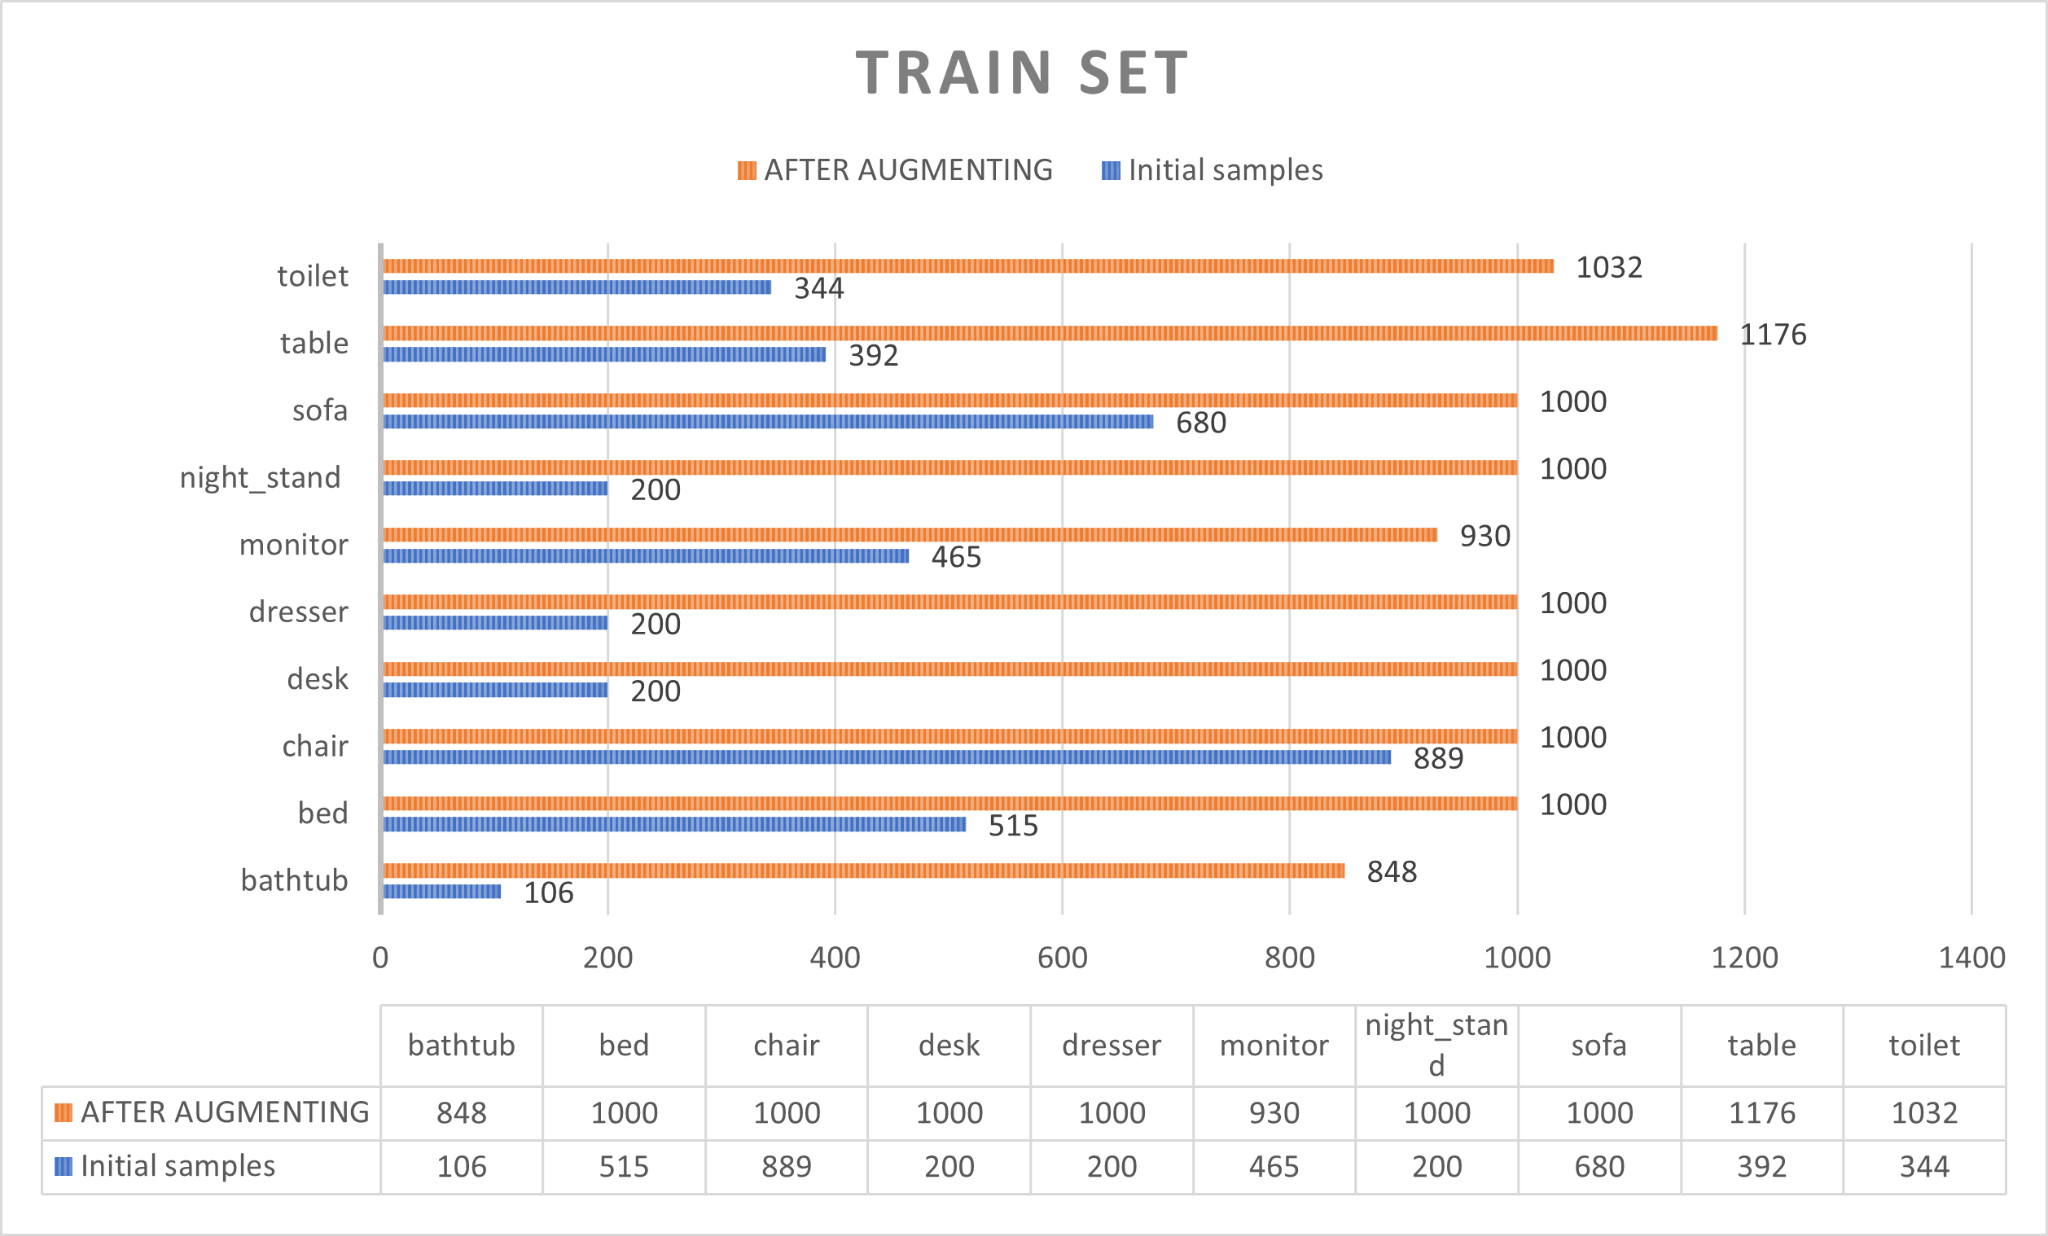 TRAIN SET
AFTER AUGMENTING Initial samples
toilet 1032
344
table 1176
392
sofa 1000
680
night_stand 1000
200
monitor 930
465
dresser 1000
200
desk 1000
200
chair 1000
889
bed 1000
515
bathtub 848
106
0 200 400 600 800 1000 1200 1400
bathtub bed chair desk dresser monitor night_stan d sofa table toilet
AFTER AUGMENTING 848 1000 1000 1000 1000 930 1000 1000 1176 1032
Initial samples 106 515 889 200 200 465 200 680 392 344